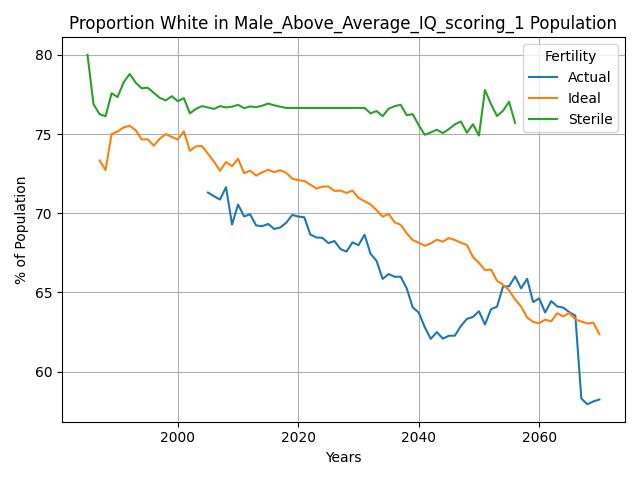 Proportion White in Male_Above_Average_IQ_scoring_1 Population
% of Population
80
75
70
65
60
Fertility
Actual
Ideal
Sterile
2000
2020
2040
2060
Years